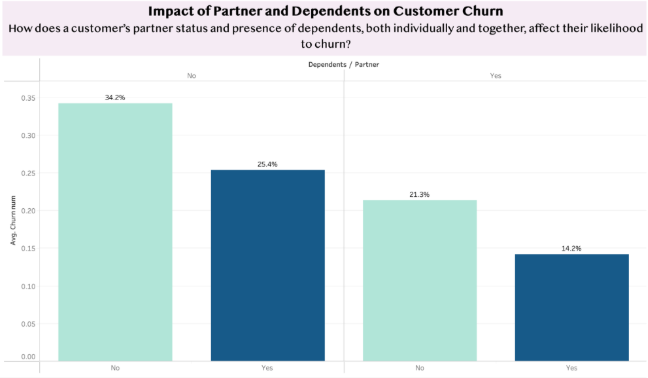 Impact of Partner and Dependents on Customer Churn
How does a customer's partner status and presence of dependents, both individually and together, affect their likelihood
to churn?
Dependents / Partner
No
Yes
0.35
0.30
0.25
0.20
0.15
0.10
0.05
0.00
Avg. Churn num
34.2%
25.4%
21.3%
14.2%
No
Yes
No
Yes